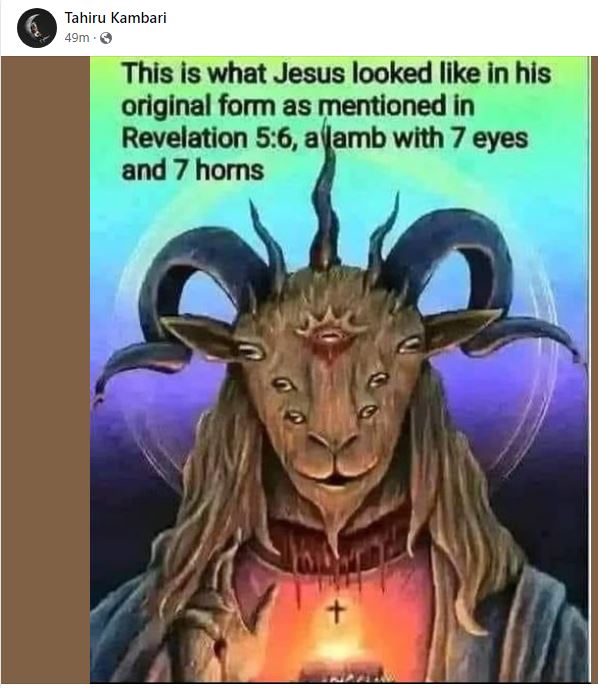 Tahiru Kambari
49m ·
This is what Jesus looked like in his
original form as mentioned in
Revelation 5:6, a lamb with 7 eyes
and 7 horns